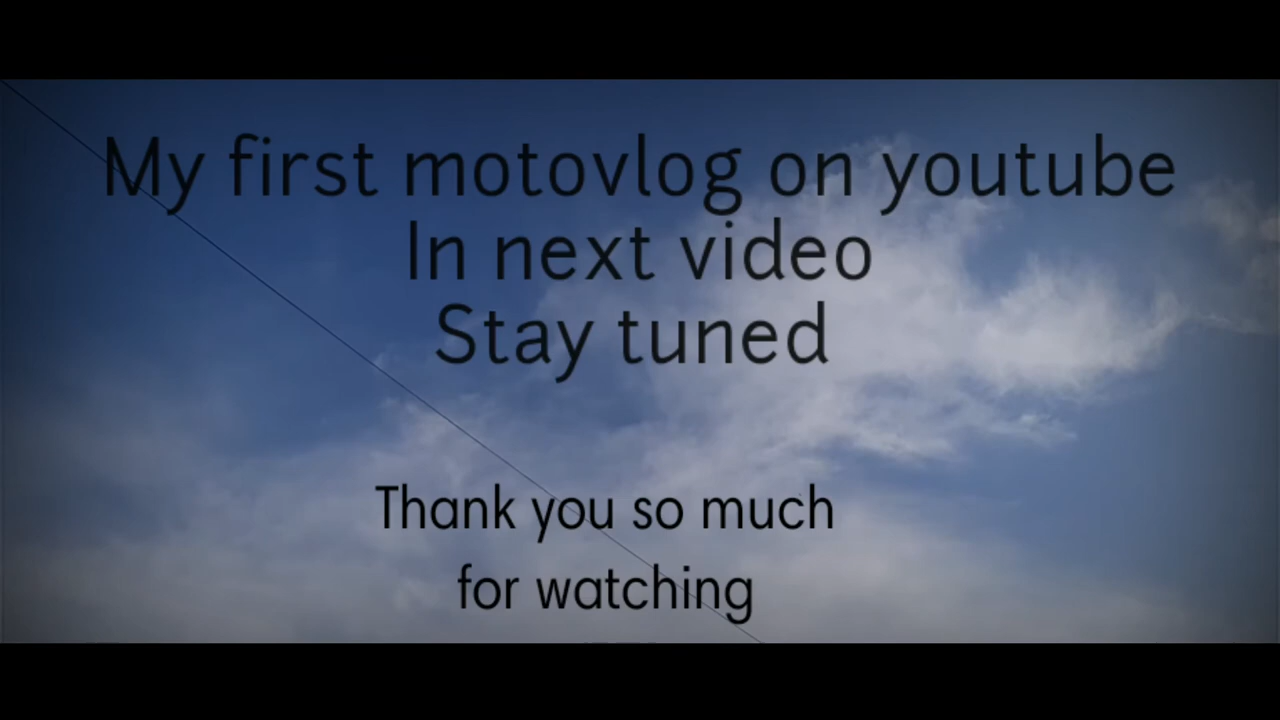 My first motovlog on youtube
In next video
Stay tuned
Thank you so much
for watching